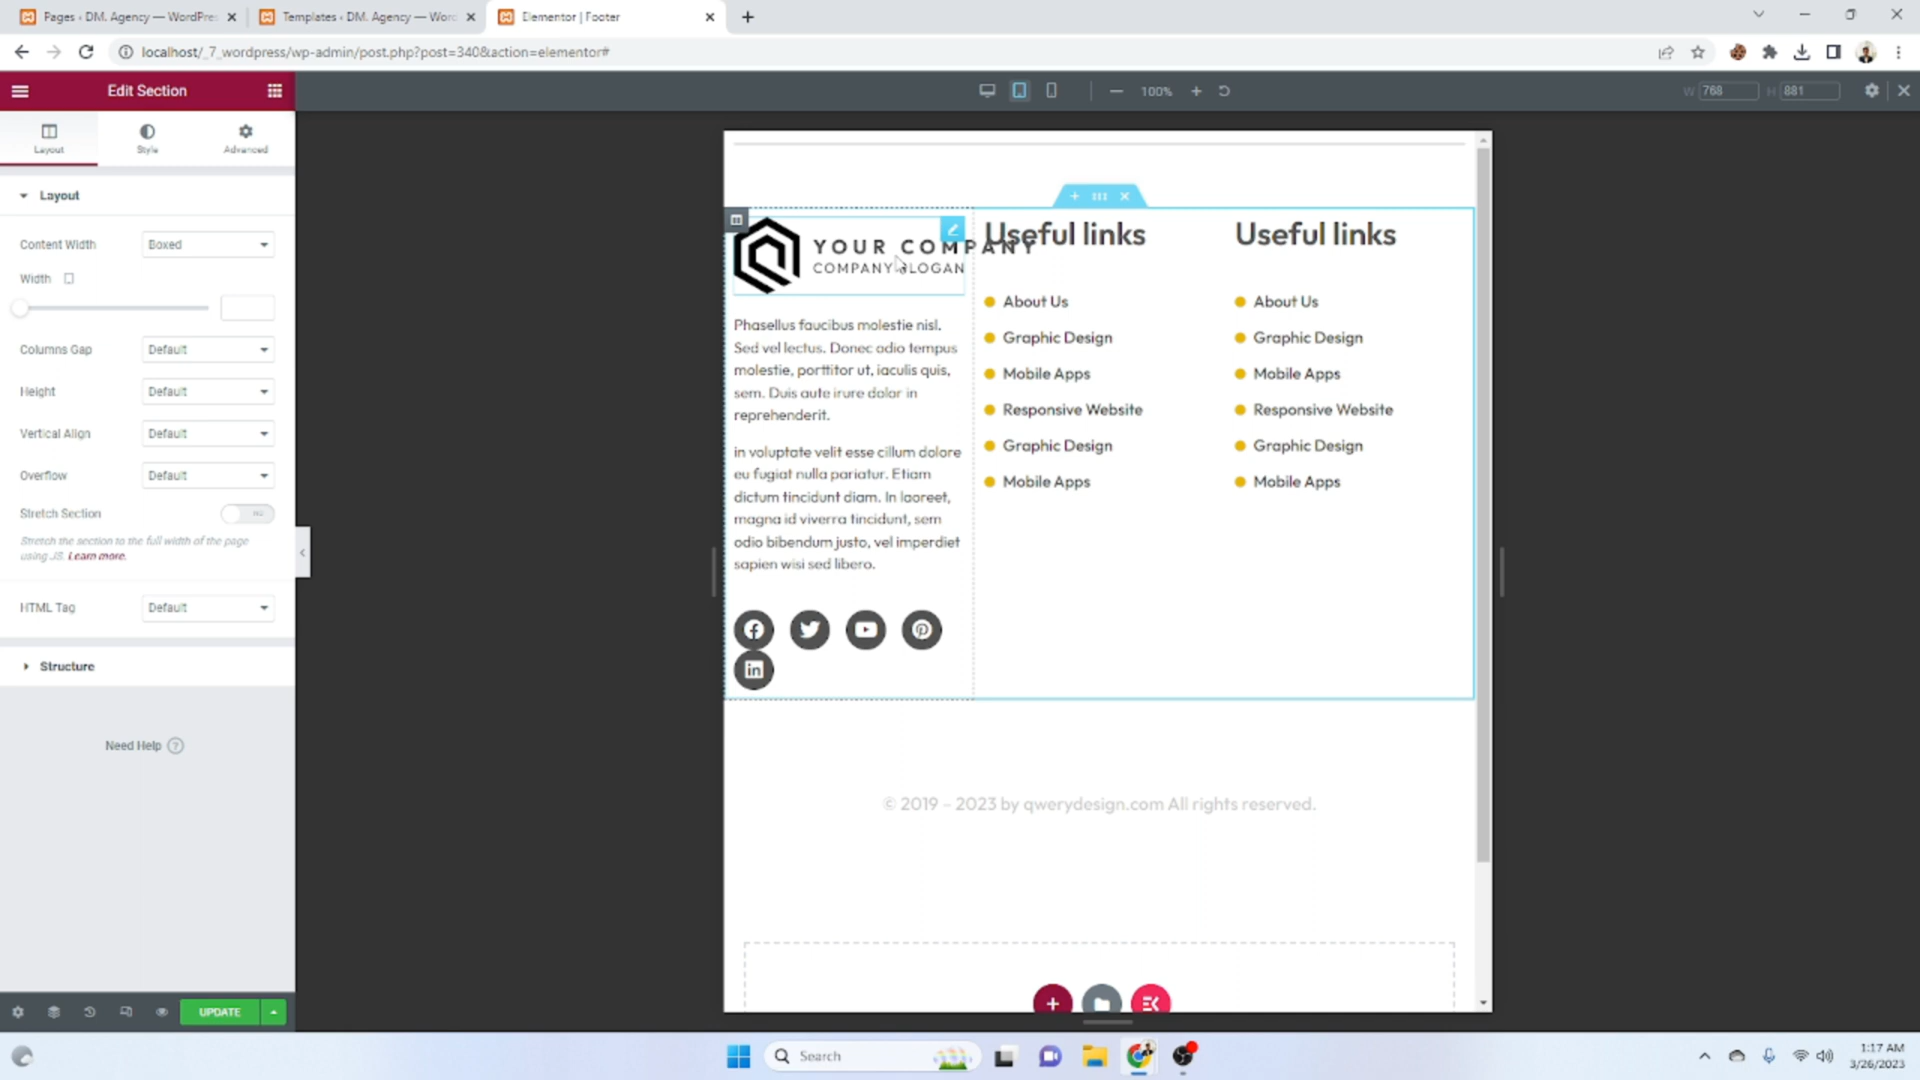 Pages ‹ DM. Agency — WordPre
Templates ‹ DM. Agency — Word
Elementor | Footer
localhost/_7_wordpress/wp-admin/post.php?post=340&action=elementor#
Edit Section
100%
W 768
H 881
Layout
Style
Advanced
Layout
Content Width
Boxed
Width
Columns Gap
Default
Height
Default
Vertical Align
Default
Overflow
Default
Stretch Section
NO
Stretch the section to the full width of the page
using JS. Learn more.
HTML Tag
Default
Structure
Need Help
UPDATE
YOUR COMPANY
COMPANY SLOGAN
Phasellus faucibus molestie nisl.
Sed vel lectus. Donec odio tempus
molestie, porttitor ut, iaculis quis,
sem. Duis aute irure dolor in
reprehenderit.
in voluptate velit esse cillum dolore
eu fugiat nulla pariatur. Etiam
dictum tincidunt diam. In laoreet,
magna id viverra tincidunt, sem
odio bibendum justo, vel imperdiet
sapien wisi sed libero.
Useful links
About Us
Graphic Design
Mobile Apps
Responsive Website
Graphic Design
Mobile Apps
Useful links
About Us
Graphic Design
Mobile Apps
Responsive Website
Graphic Design
Mobile Apps
© 2019 – 2023 by qwerydesign.com All rights reserved.
Search
1:17 AM
3/26/2023